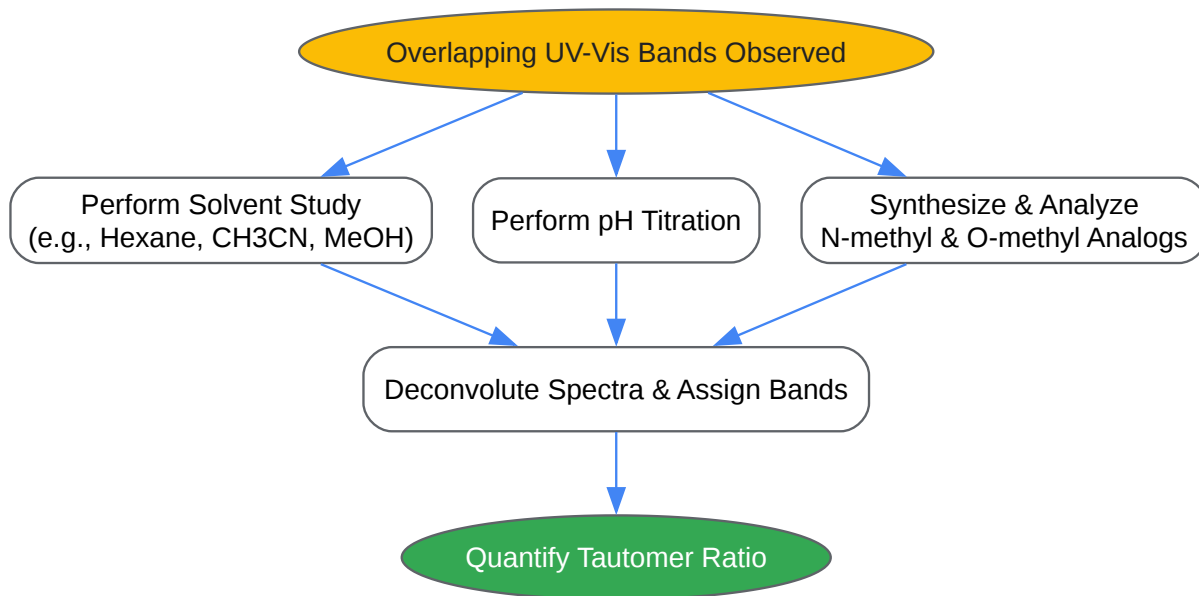 Overlapping UV-Vis Bands Observed
Perform Solvent Study
(e.g., Hexane, CH3CN, MeOH)
Perform pH Titration
Synthesize & Analyze
N-methyl & O-methyl Analogs
Deconvolute Spectra & Assign Bands
Quantify Tautomer Ratio